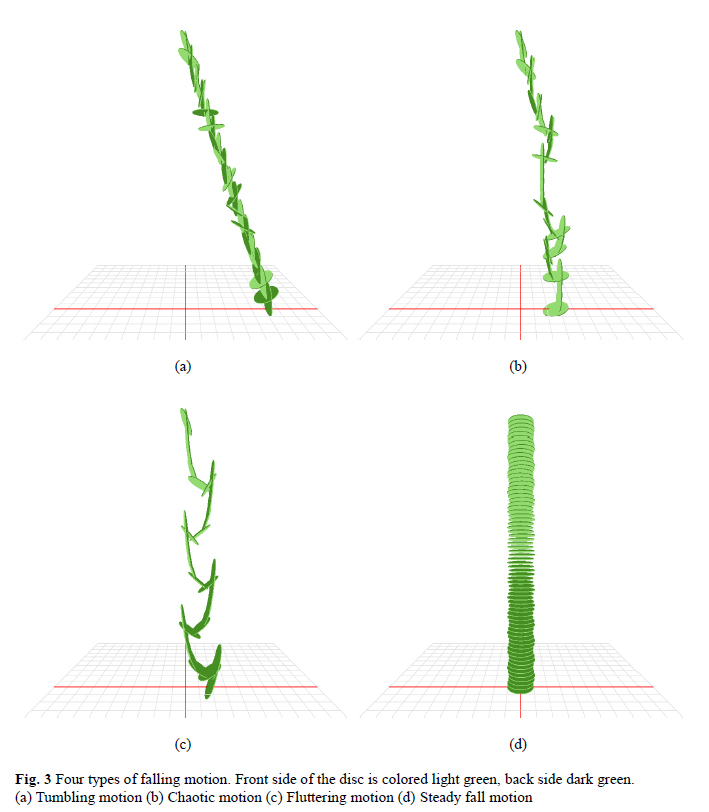 (a)
(b)
(c)
(d)
Fig. 3 Four types of falling motion. Front side of the disc is colored light green, back side dark green.
(a) Tumbling motion (b) Chaotic motion (c) Fluttering motion (d) Steady fall motion